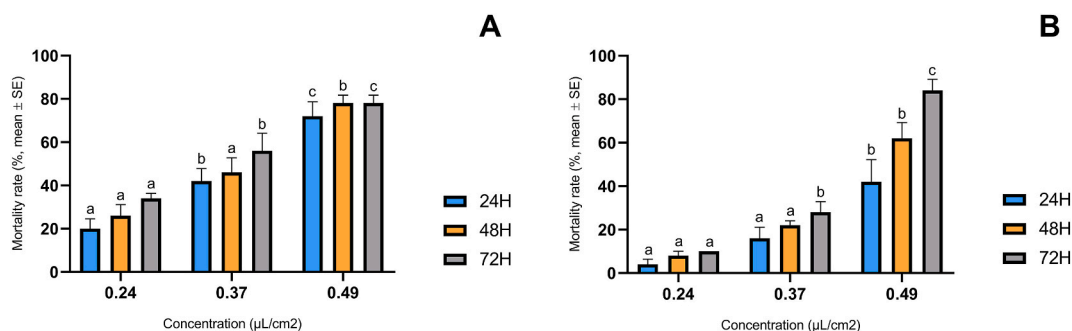 A
Mortality rate (%, mean ± SE)
100
80
60
40
20
0
a
a
a
b
a
b
c
b
c
0.24
0.37
0.49
Concentration (μL/cm2)
24H
48H
72H
B
Mortality rate (%, mean ± SE)
100
80
60
40
20
0
a
a
a
a
a
b
b
b
c
0.24
0.37
0.49
Concentration (μL/cm2)
24H
48H
72H